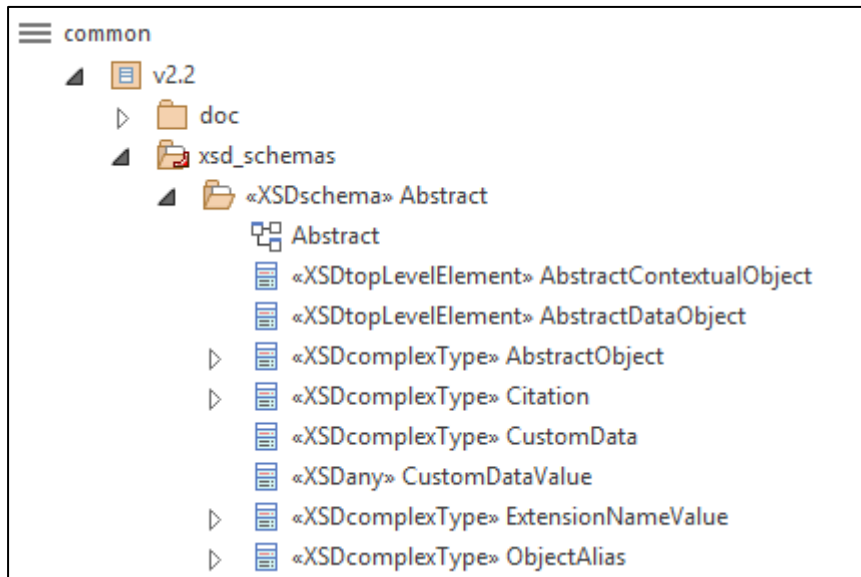 common
v2.2
doc
xsd_schemas
«XSDschema» Abstract
Abstract
«XSDtopLevelElement» AbstractContextualObject
«XSDtopLevelElement» AbstractDataObject
«XSDcomplexType» AbstractObject
«XSDcomplexType» Citation
«XSDcomplexType» CustomData
«XSDany» CustomDataValue
«XSDcomplexType» ExtensionNameValue
«XSDcomplexType» ObjectAlias